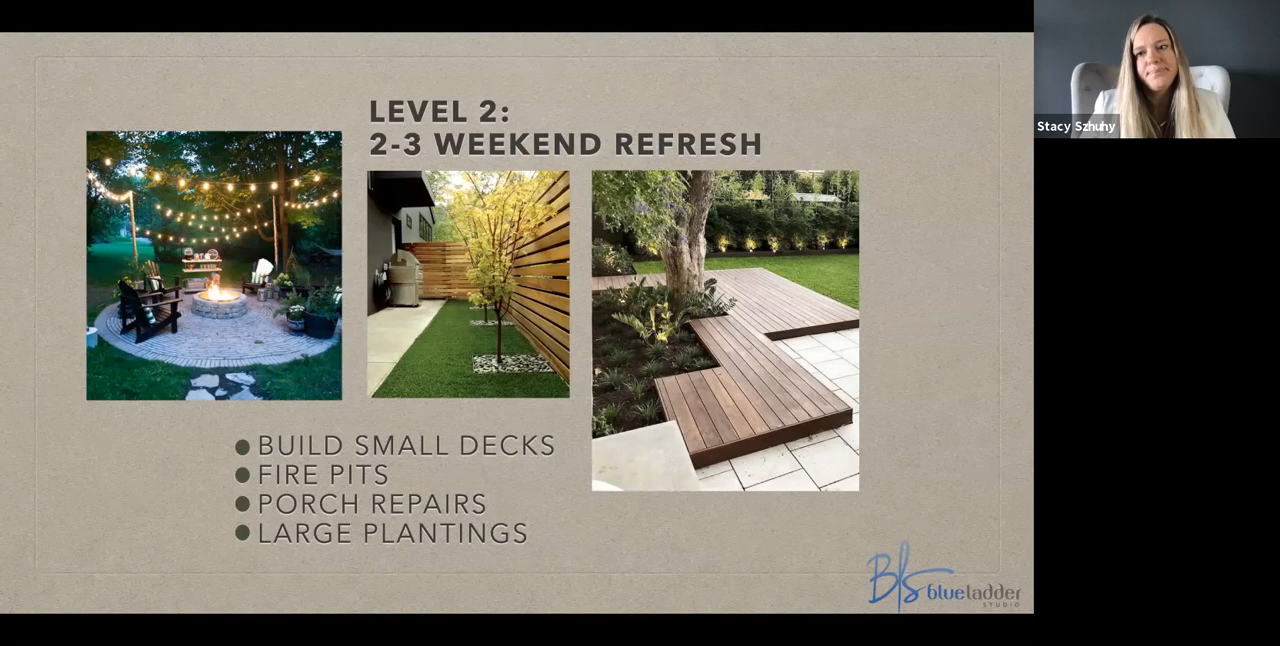 LEVEL 2:
2-3 WEEKEND REFRESH
Stacy Szhuhy
BUILD SMALL DECKS
FIRE PITS
PORCH REPAIRS
LARGE PLANTINGS
Bls blueladder
STUDIO